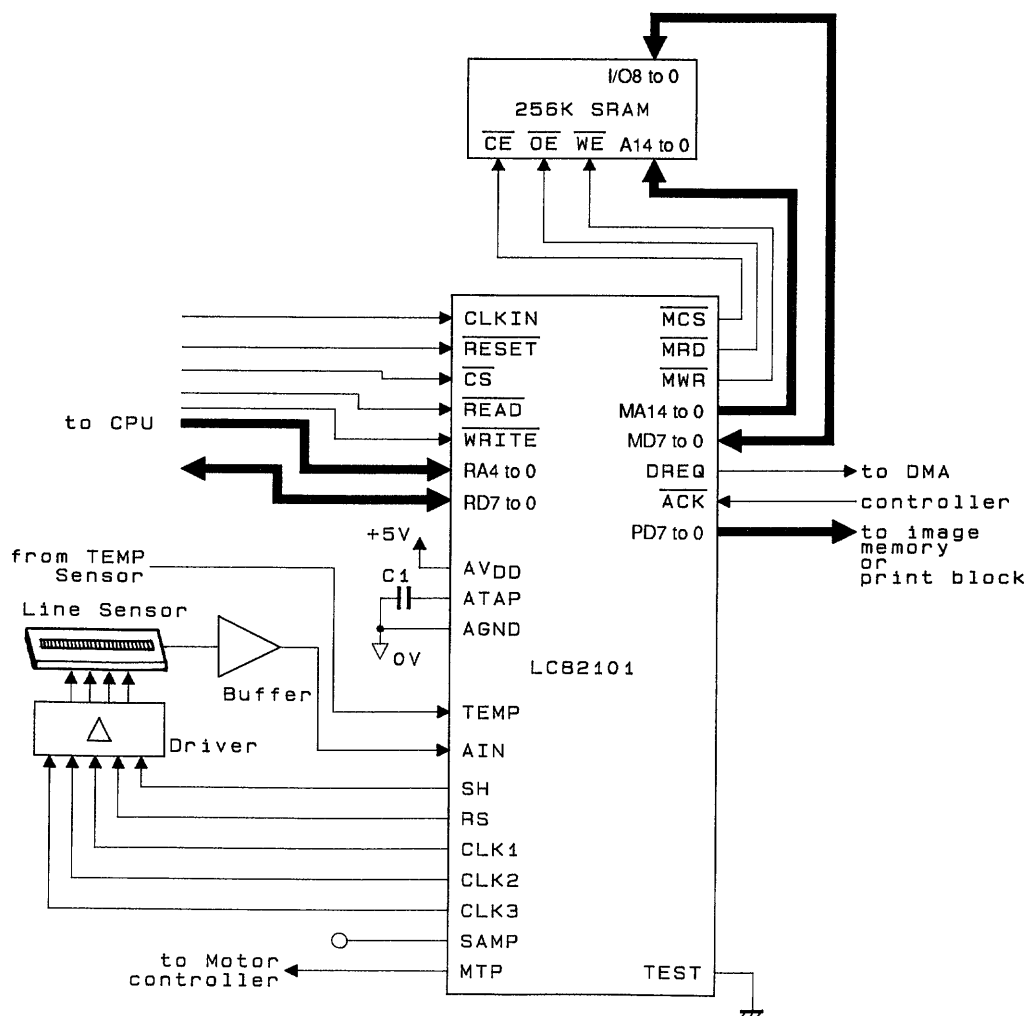 I/O8 to 0
256K SRAM
CE OE WE A14 to 0
CLKIN
RESET
CS
READ
WRITE
RA4 to 0
RD7 to 0
to CPU
MCS
MRD
MWR
MA14 to 0
MD7 to 0
DREQ
ACK
PD7 to 0
to DMA
controller
to image
memory
or
print block
+5V
AVDD
C1
ATAP
AGND
0V
from TEMP
Sensor
Line Sensor
Buffer
Driver
LC82101
TEMP
AIN
SH
RS
CLK1
CLK2
CLK3
SAMP
MTP
to Motor
controller
TEST